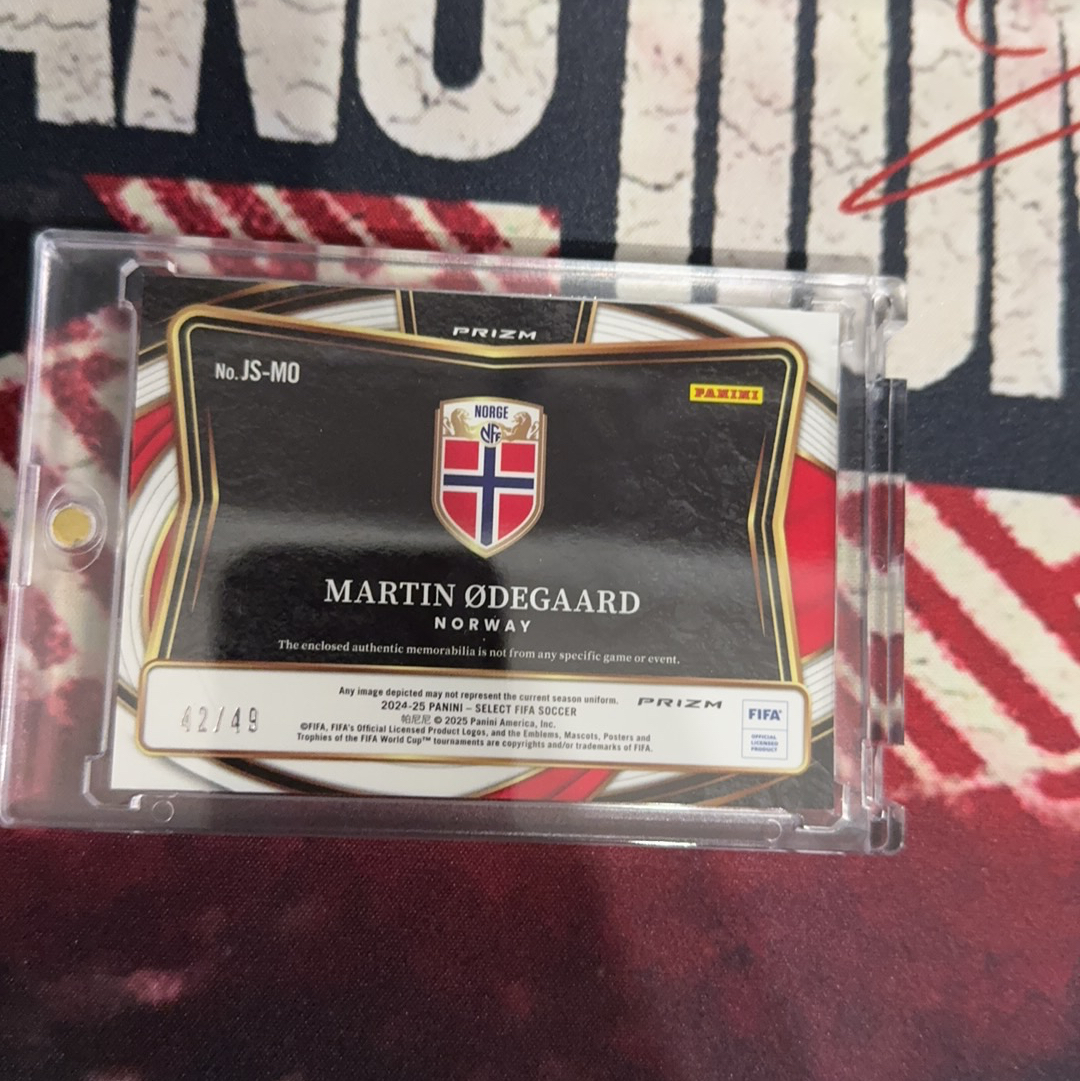 PRIZM
No. JS-MO
PANINI
NORGE
NFF
MARTIN ØDEGAARD
NORWAY
The enclosed authentic memorabilia is not from any specific game or event.
Any image depicted may not represent the current season uniform.
2024-25 PANINI – SELECT FIFA SOCCER
帕尼尼 © 2025 Panini America, Inc.
©FIFA, FIFA's Official Licensed Product Logos, and the Emblems, Mascots, Posters and
Trophies of the FIFA World Cup™ tournaments are copyrights and/or trademarks of FIFA.
42/49
PRIZM
FIFA
OFFICIAL
LICENSED
PRODUCT